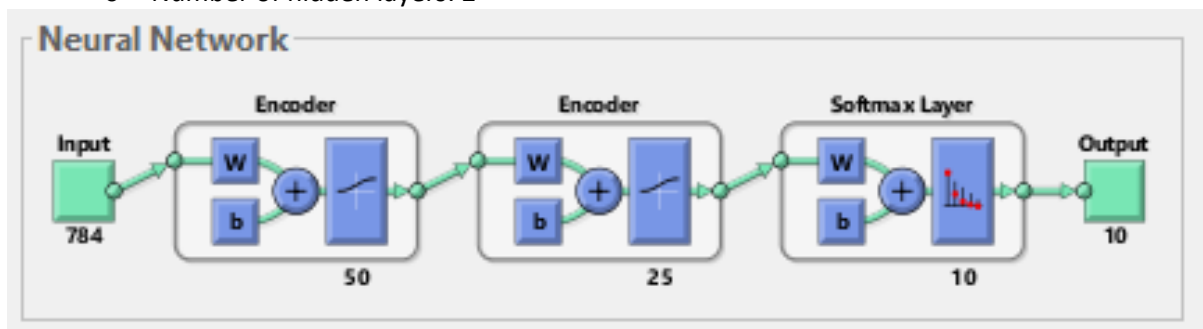 Neural Network
Encoder
Encoder
Softmax Layer
Input
Output
W
W
W
+
+
+
b
b
b
784
10
50
25
10